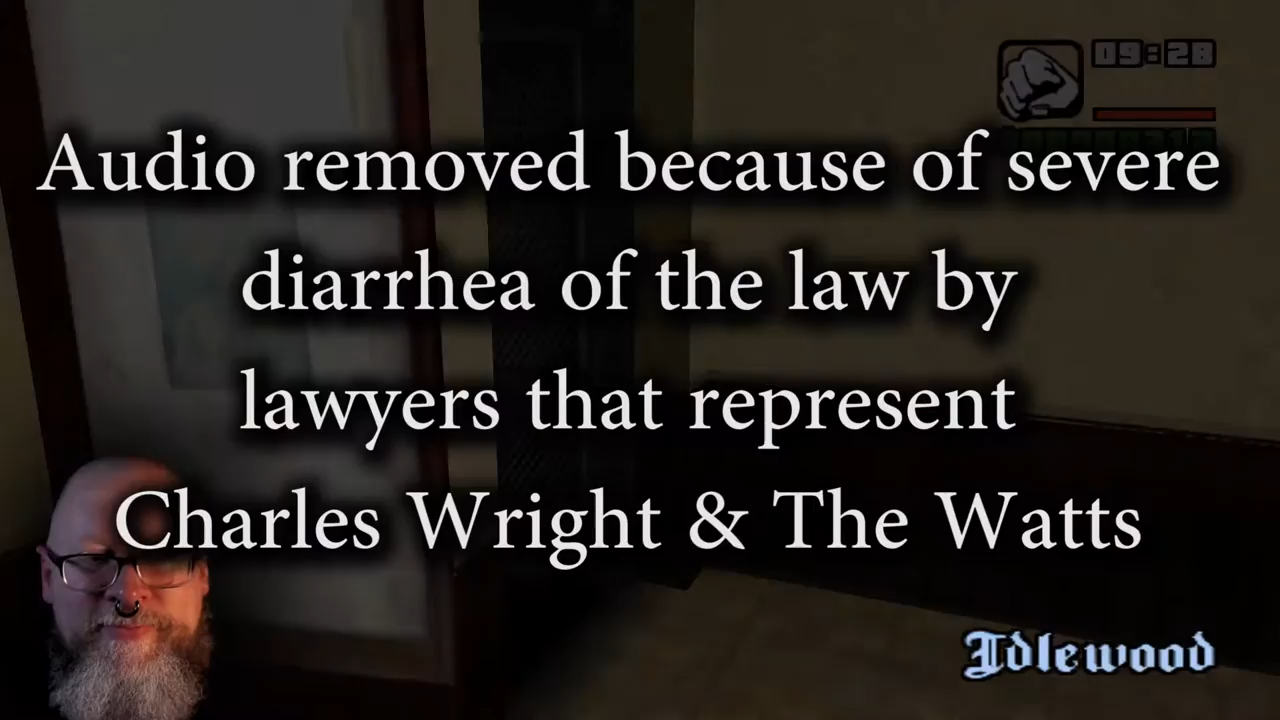 09:28
Audio removed because of severe
diarrhea of the law by
lawyers that represent
Charles Wright & The Watts
Idlewood